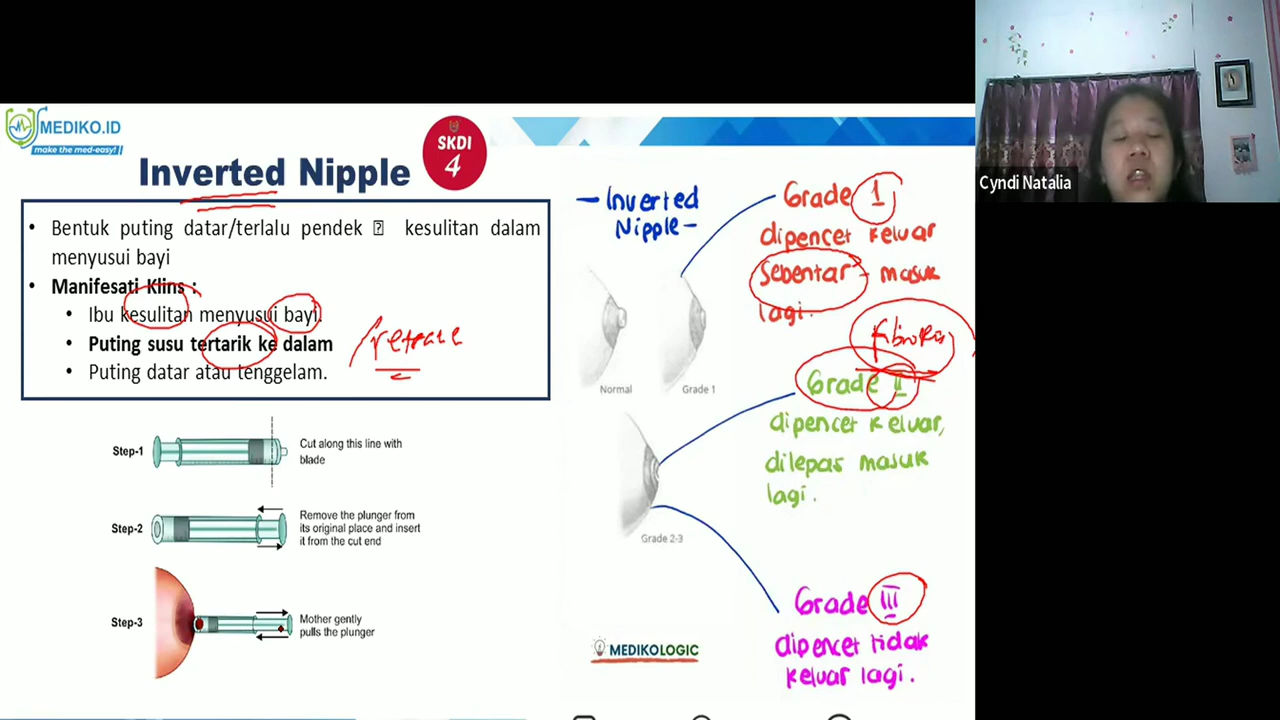 MEDIKO.ID
make the med-easy!
SKDI
4
Inverted Nipple
• Bentuk puting datar/terlalu pendek kesulitan dalam
menyusui bayi
• Manifesati Klins :
• Ibu kesulitan menyusui bayi.
• Puting susu tertarik ke dalam
• Puting datar atau tenggelam.
Step-1
Cut along this line with
blade
Step-2
Remove the plunger from
its original place and insert
it from the cut end
Step-3
Mother gently
pulls the plunger
– Inverted
Nipple –
Normal
Grade 1
Grade 2-3
Grade 1
dipencet keluar
sebentar - masuk
lagi.
Grade II
dipencet keluar,
dilepas masuk
lagi.
Grade III
dipencet tidak
keluar lagi.
MEDIKOLOGIC
Cyndi Natalia